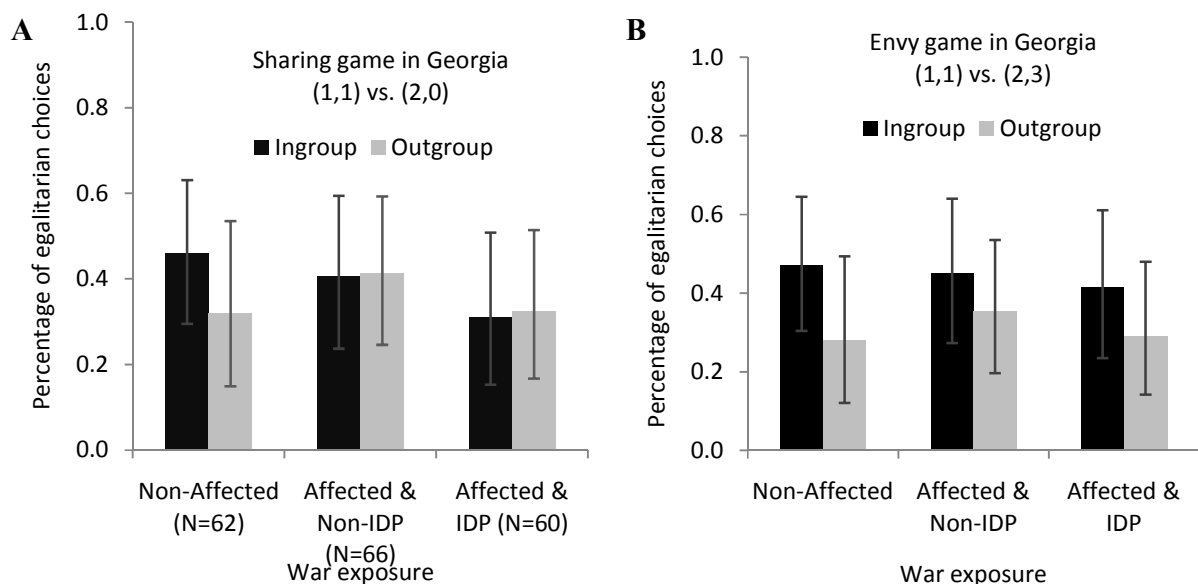 A
Sharing game in Georgia
(1,1) vs. (2,0)
Ingroup Outgroup
Percentage of egalitarian choices
1.0
0.8
0.6
0.4
0.2
0.0
Non-Affected
(N=62)
Affected &
Non-IDP
(N=66)
Affected &
IDP (N=60)
War exposure
B
Envy game in Georgia
(1,1) vs. (2,3)
Ingroup Outgroup
Percentage of egalitarian choices
1.0
0.8
0.6
0.4
0.2
0.0
Non-Affected
Affected &
Non-IDP
Affected &
IDP
War exposure